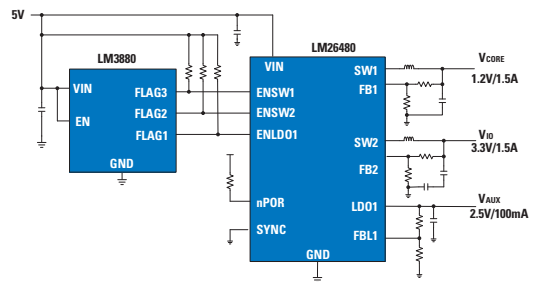 5V
LM3880
LM26480
VIN
EN
FLAG3
FLAG2
FLAG1
GND
VIN
ENSW1
ENSW2
ENLDO1
nPOR
SYNC
GND
SW1
FB1
SW2
FB2
LDO1
FBL1
VCORE
1.2V/1.5A
VIO
3.3V/1.5A
VAUX
2.5V/100mA